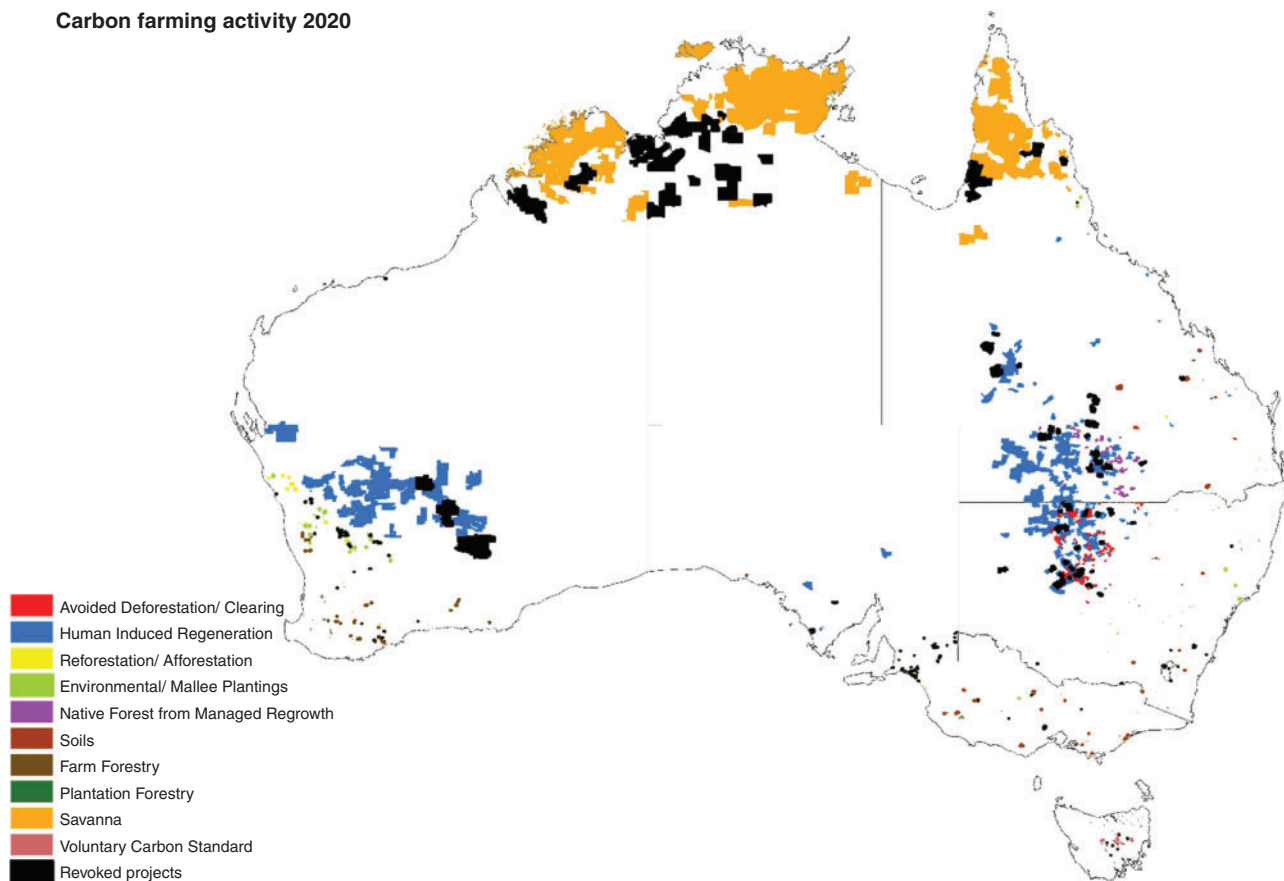 Carbon farming activity 2020
Avoided Deforestation/ Clearing
Human Induced Regeneration
Reforestation/ Afforestation
Environmental/ Mallee Plantings
Native Forest from Managed Regrowth
Soils
Farm Forestry
Plantation Forestry
Savanna
Voluntary Carbon Standard
Revoked projects